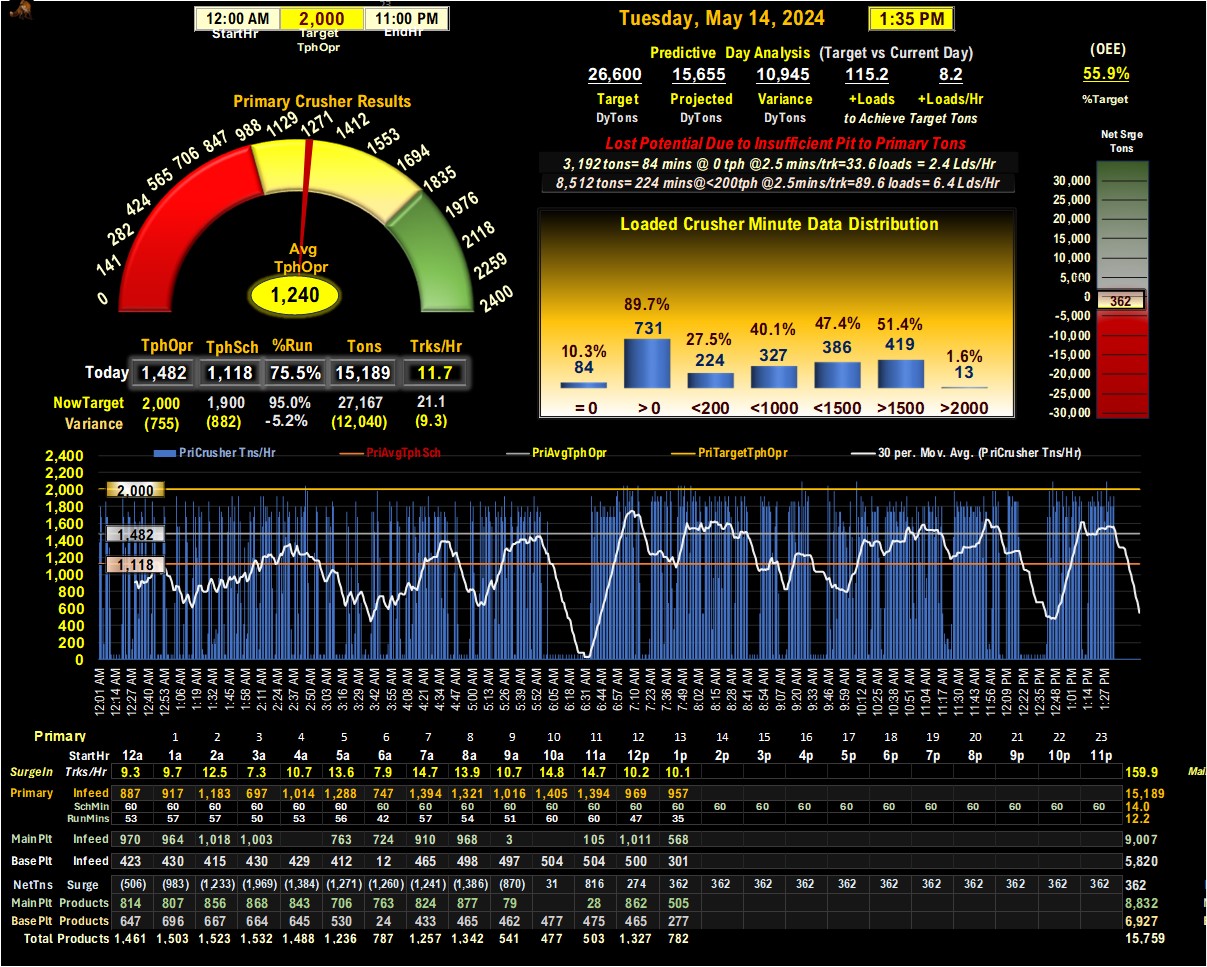 23
12:00 AM 2,000 11:00 PM
StartHr Target TphOpr EndHr
Tuesday, May 14, 2024 1:35 PM
Predictive Day Analysis (Target vs Current Day)
26,600 15,655 10,945 115.2 8.2
Target Projected Variance +Loads +Loads/Hr
DyTons DyTons DyTons to Achieve Target Tons
(OEE)
55.9%
%Target
Lost Potential Due to Insufficient Pit to Primary Tons
3,192 tons= 84 mins @ 0 tph @2.5 mins/trk=33.6 loads = 2.4 Lds/Hr
8,512 tons= 224 mins@<200tph @2.5mins/trk=89.6 loads= 6.4 Lds/Hr
Primary Crusher Results
0 141 282 424 565 706 847 988 1129 1271 1412 1553 1694 1835 1976 2118 2259 2400
Avg
TphOpr
1,240
Loaded Crusher Minute Data Distribution
10.3% 89.7% 27.5% 40.1% 47.4% 51.4% 1.6%
84 731 224 327 386 419 13
= 0 > 0 <200 <1000 <1500 >1500 >2000
Net Srge
Tons
30,000
25,000
20,000
15,000
10,000
5,000
0
362
-5,000
-10,000
-15,000
-20,000
-25,000
-30,000
TphOpr TphSch %Run Tons Trks/Hr
Today 1,482 1,118 75.5% 15,189 11.7
NowTarget 2,000 1,900 95.0% 27,167 21.1
Variance (755) (882) -5.2% (12,040) (9.3)
PriCrusher Tns/Hr PriAvgTph Sch PriAvgTph Opr PriTargetTphOpr 30 per. Mov. Avg. (PriCrusher Tns/Hr)
2,400
2,200
2,000 2,000
1,800
1,600
1,482
1,400
1,200
1,118
1,000
800
600
400
200
0
12:01 AM 12:14 AM 12:27 AM 12:40 AM 12:53 AM 1:06 AM 1:19 AM 1:32 AM 1:45 AM 1:58 AM 2:11 AM 2:24 AM 2:37 AM 2:50 AM 3:03 AM 3:16 AM 3:29 AM 3:42 AM 3:55 AM 4:08 AM 4:21 AM 4:34 AM 4:47 AM 5:00 AM 5:13 AM 5:26 AM 5:39 AM 5:52 AM 6:05 AM 6:18 AM 6:31 AM 6:44 AM 6:57 AM 7:10 AM 7:23 AM 7:36 AM 7:49 AM 8:02 AM 8:15 AM 8:28 AM 8:41 AM 8:54 AM 9:07 AM 9:20 AM 9:33 AM 9:46 AM 9:59 AM 10:12 AM 10:25 AM 10:38 AM 10:51 AM 11:04 AM 11:17 AM 11:30 AM 11:43 AM 11:56 AM 12:09 PM 12:22 PM 12:35 PM 12:48 PM 1:01 PM 1:14 PM 1:27 PM
Primary 1 2 3 4 5 6 7 8 9 10 11 12 13 14 15 16 17 18 19 20 21 22 23
StartHr 12a 1a 2a 3a 4a 5a 6a 7a 8a 9a 10a 11a 12p 1p 2p 3p 4p 5p 6p 7p 8p 9p 10p 11p
SurgeIn Trks/Hr 9.3 9.7 12.5 7.3 10.7 13.6 7.9 14.7 13.9 10.7 14.8 14.7 10.2 10.1 159.9
Primary Infeed 887 917 1,183 697 1,014 1,288 747 1,394 1,321 1,016 1,405 1,394 969 957 15,189
SchMin 60 60 60 60 60 60 60 60 60 60 60 60 60 60 60 60 60 60 60 60 60 60 60 60 14.0
RunMins 53 57 57 50 53 56 42 57 54 51 60 60 47 35 12.2
Main Plt Infeed 970 964 1,018 1,003 763 724 910 968 3 105 1,011 568 9,007
Base Plt Infeed 423 430 415 430 429 412 12 465 498 497 504 504 500 301 5,820
NetTns Surge (506) (983) (1,233) (1,969) (1,384) (1,271) (1,260) (1,241) (1,386) (870) 31 816 274 362 362 362 362 362 362 362 362 362 362 362 362
Main Plt Products 814 807 856 868 843 706 763 824 877 79 28 862 505 8,832
Base Plt Products 647 696 667 664 645 530 24 433 465 462 477 475 465 277 6,927
Total Products 1,461 1,503 1,523 1,532 1,488 1,236 787 1,257 1,342 541 477 503 1,327 782 15,759